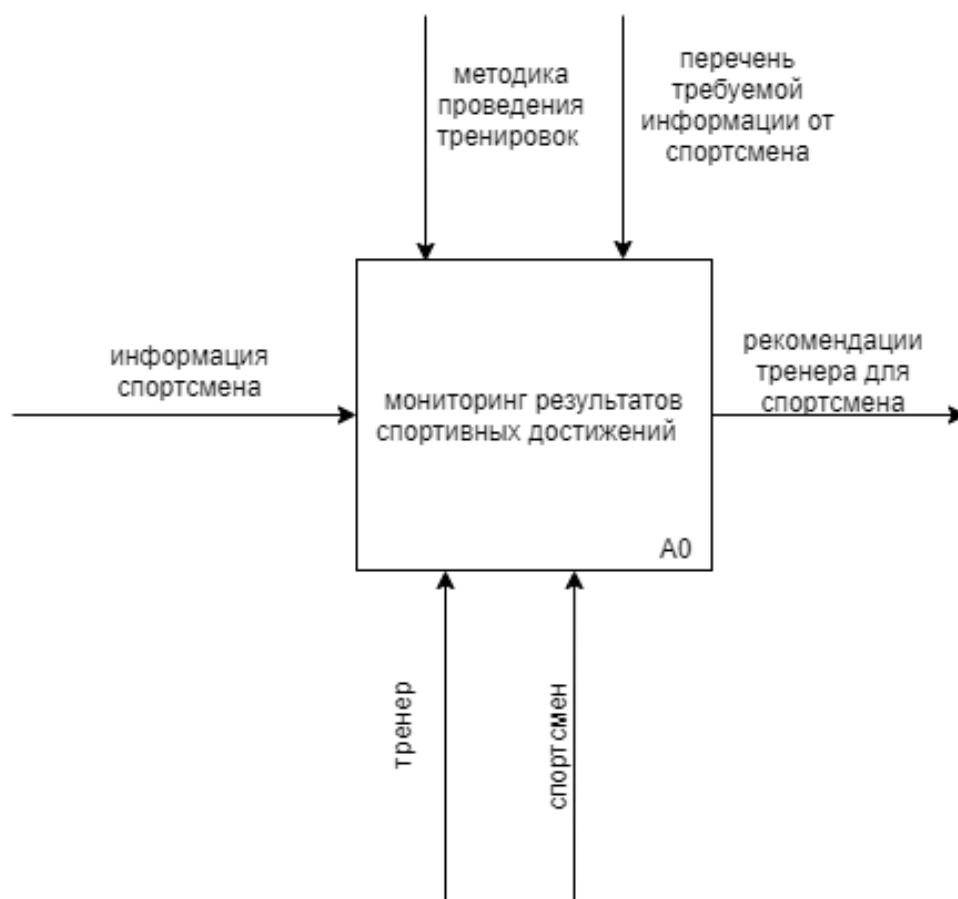 методика
проведения
тренировок
перечень
требуемой
информации от
спортсмена
информация
спортсмена
мониторинг результатов
спортивных достижений
А0
рекомендации
тренера для
спортсмена
тренер
спортсмен